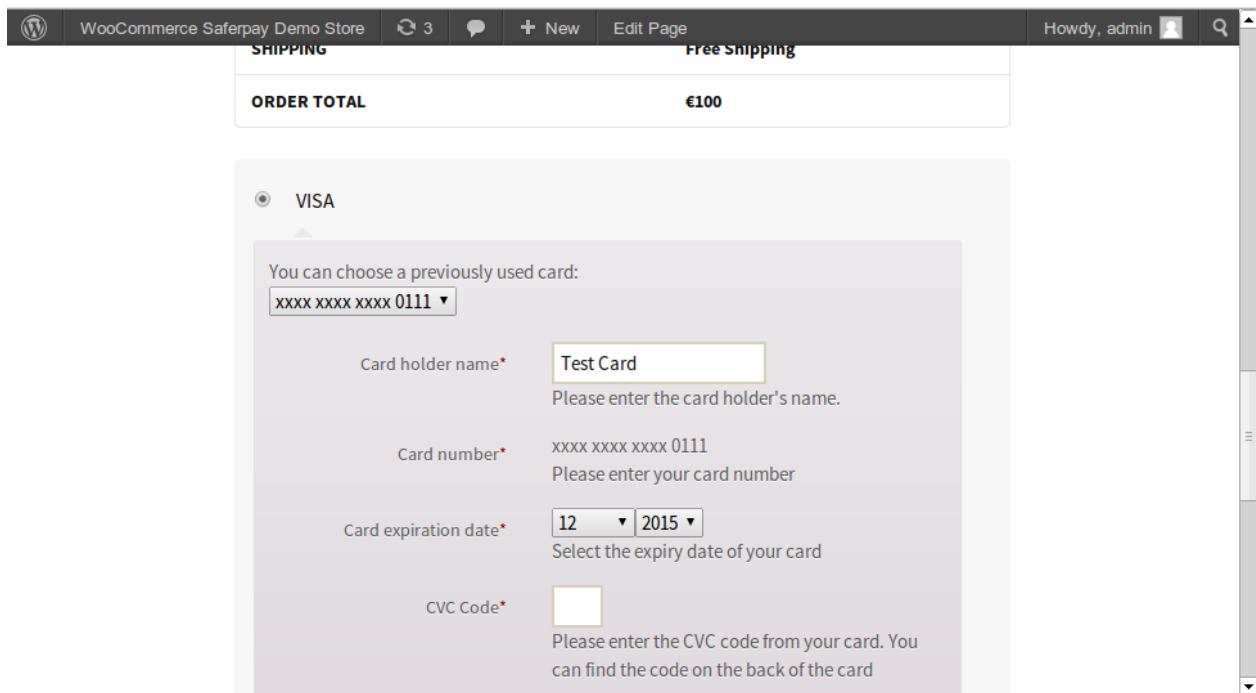 WooCommerce Saferpay Demo Store 3 + New Edit Page Howdy, admin
SHIPPING Free Shipping
ORDER TOTAL €100
VISA
You can choose a previously used card:
xxxx xxxx xxxx 0111
Card holder name* Test Card
Please enter the card holder's name.
Card number* xxxx xxxx xxxx 0111
Please enter your card number
Card expiration date* 12 2015
Select the expiry date of your card
CVC Code*
Please enter the CVC code from your card. You
can find the code on the back of the card